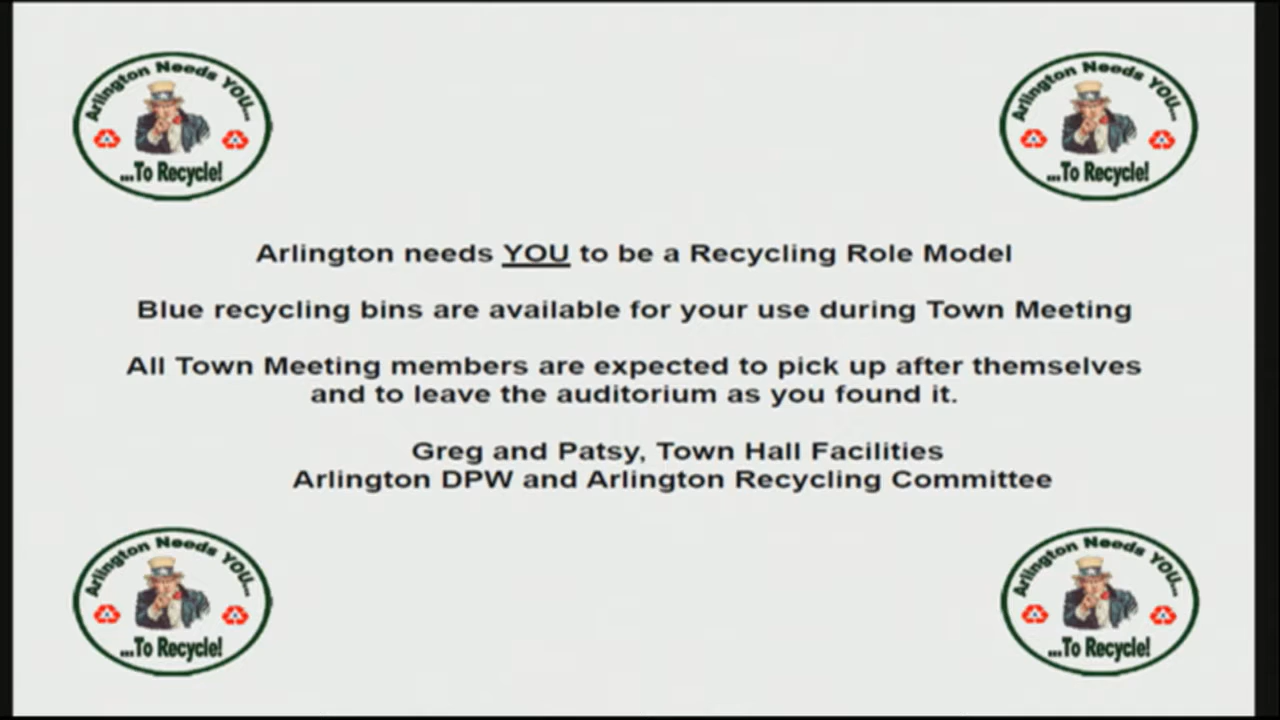 Arlington Needs YOU...
...To Recycle!
Arlington Needs YOU...
...To Recycle!
Arlington needs YOU to be a Recycling Role Model
Blue recycling bins are available for your use during Town Meeting
All Town Meeting members are expected to pick up after themselves
and to leave the auditorium as you found it.
Greg and Patsy, Town Hall Facilities
Arlington DPW and Arlington Recycling Committee
Arlington Needs YOU...
...To Recycle!
Arlington Needs YOU...
...To Recycle!